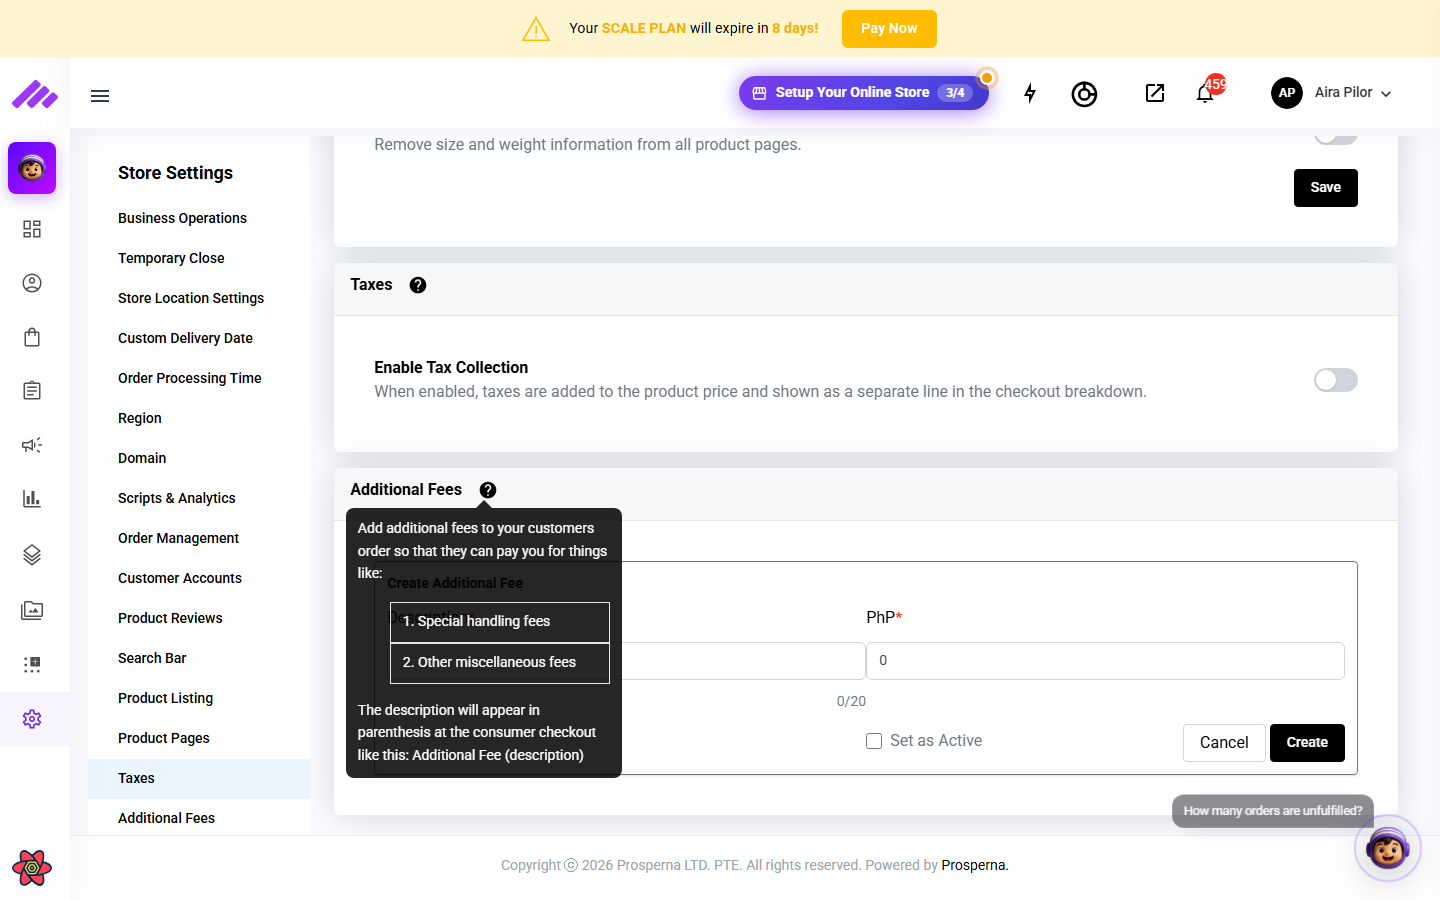 Your SCALE PLAN will expire in 8 days!
Pay Now
Setup Your Online Store 3/4
459
AP
Aira Pilor
Store Settings
Business Operations
Temporary Close
Store Location Settings
Custom Delivery Date
Order Processing Time
Region
Domain
Scripts & Analytics
Order Management
Customer Accounts
Product Reviews
Search Bar
Product Listing
Product Pages
Taxes
Additional Fees
Remove size and weight information from all product pages.
Save
Taxes ?
Enable Tax Collection
When enabled, taxes are added to the product price and shown as a separate line in the checkout breakdown.
Additional Fees ?
Add additional fees to your customers
order so that they can pay you for things
like:
1. Special handling fees
2. Other miscellaneous fees
The description will appear in
parenthesis at the consumer checkout
like this: Additional Fee (description)
Create Additional Fee
PhP*
0
0/20
Set as Active
Cancel
Create
How many orders are unfulfilled?
Copyright © 2026 Prosperna LTD. PTE. All rights reserved. Powered by Prosperna.